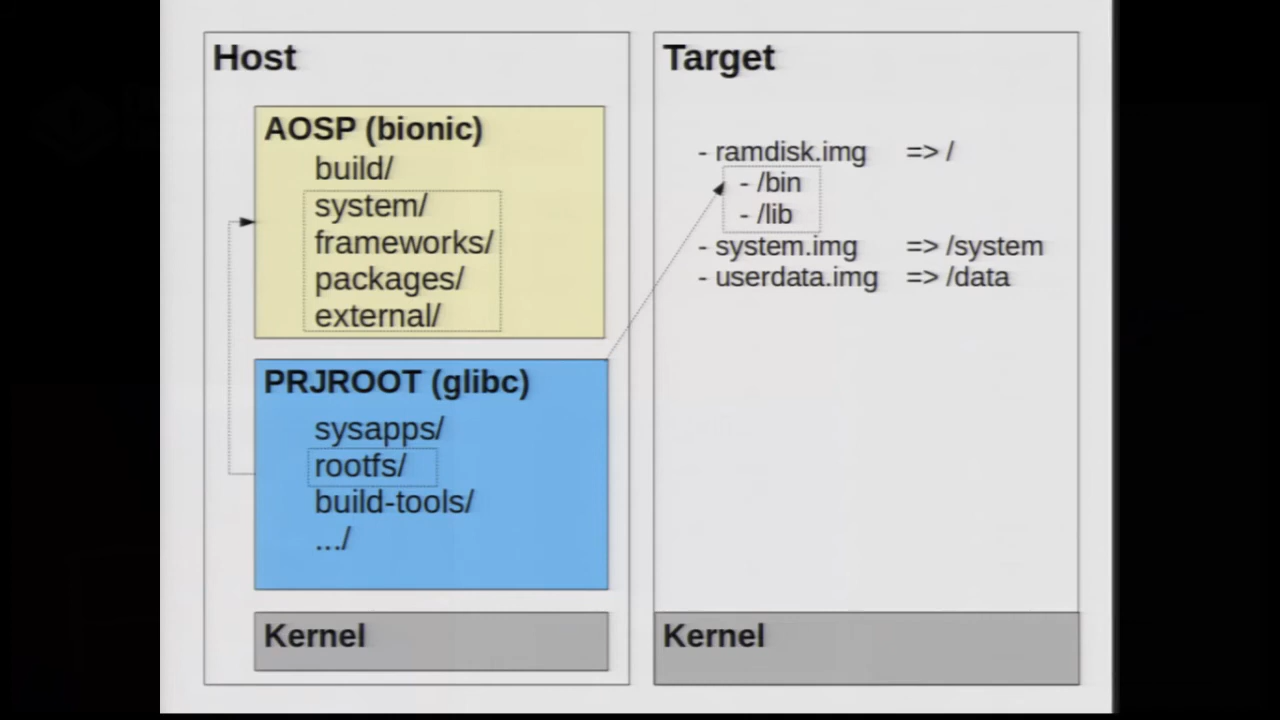 Host
AOSP (bionic)
build/
system/
frameworks/
packages/
external/
PRJROOT (glibc)
sysapps/
rootfs/
build-tools/
.../
Kernel
Target
- ramdisk.img => /
- /bin
- /lib
- system.img => /system
- userdata.img => /data
Kernel